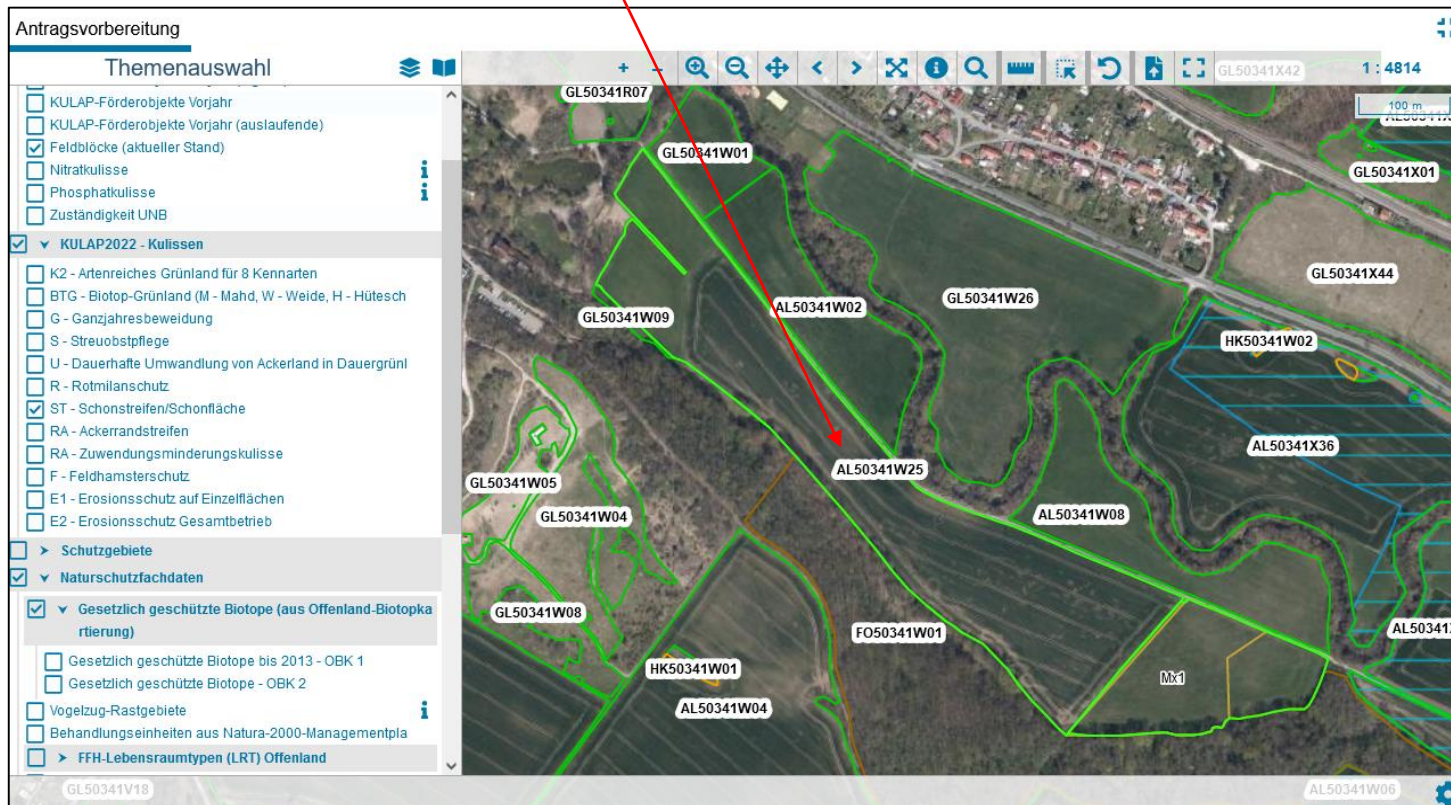 Antragsvorbereitung
Themenauswahl
KULAP-Förderobjekte Vorjahr
KULAP-Förderobjekte Vorjahr (auslaufende)
Feldblöcke (aktueller Stand)
Nitratkulisse
Phosphatkulisse
Zuständigkeit UNB
KULAP2022 - Kulissen
K2 - Artenreiches Grünland für 8 Kennarten
BTG - Biotop-Grünland (M - Mahd, W - Weide, H - Hütesch
G - Ganzjahresbeweidung
S - Streuobstpflege
U - Dauerhafte Umwandlung von Ackerland in Dauergrünl
R - Rotmilanschutz
ST - Schonstreifen/Schonfläche
RA - Ackerrandstreifen
RA - Zuwendungsminderungskulisse
F - Feldhamsterschutz
E1 - Erosionsschutz auf Einzelflächen
E2 - Erosionsschutz Gesamtbetrieb
Schutzgebiete
Naturschutzfachdaten
Gesetzlich geschützte Biotope (aus Offenland-Biotopka
rtierung)
Gesetzlich geschützte Biotope bis 2013 - OBK 1
Gesetzlich geschützte Biotope - OBK 2
Vogelzug-Rastgebiete
Behandlungseinheiten aus Natura-2000-Managementpla
FFH-Lebensraumtypen (LRT) Offenland
GL50341V18
GL50341X42
1 : 4814
100 m
GL50341R07
GL50341W01
GL50341X01
GL50341X44
GL50341W26
AL50341W02
GL50341W09
HK50341W02
AL50341X36
AL50341W25
GL50341W05
GL50341W04
AL50341W08
GL50341W08
FO50341W01
HK50341W01
Mx1
AL50341W04
AL50341W06